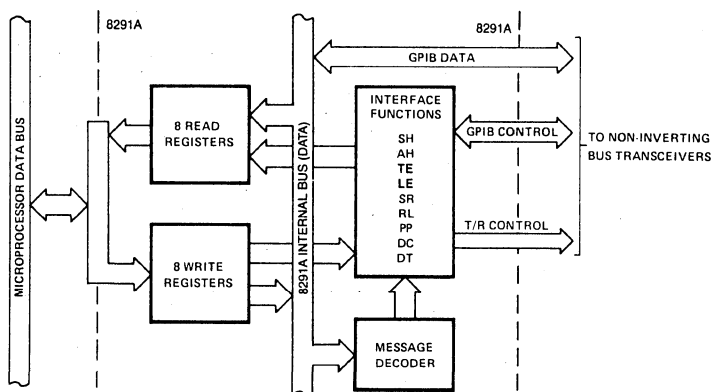 8291A
8291A
GPIB DATA
MICROPROCESSOR DATA BUS
8 READ
REGISTERS
8291A INTERNAL BUS (DATA)
INTERFACE
FUNCTIONS
SH
AH
TE
LE
SR
RL
PP
DC
DT
GPIB CONTROL
TO NON-INVERTING
BUS TRANSCEIVERS
T/R CONTROL
8 WRITE
REGISTERS
MESSAGE
DECODER